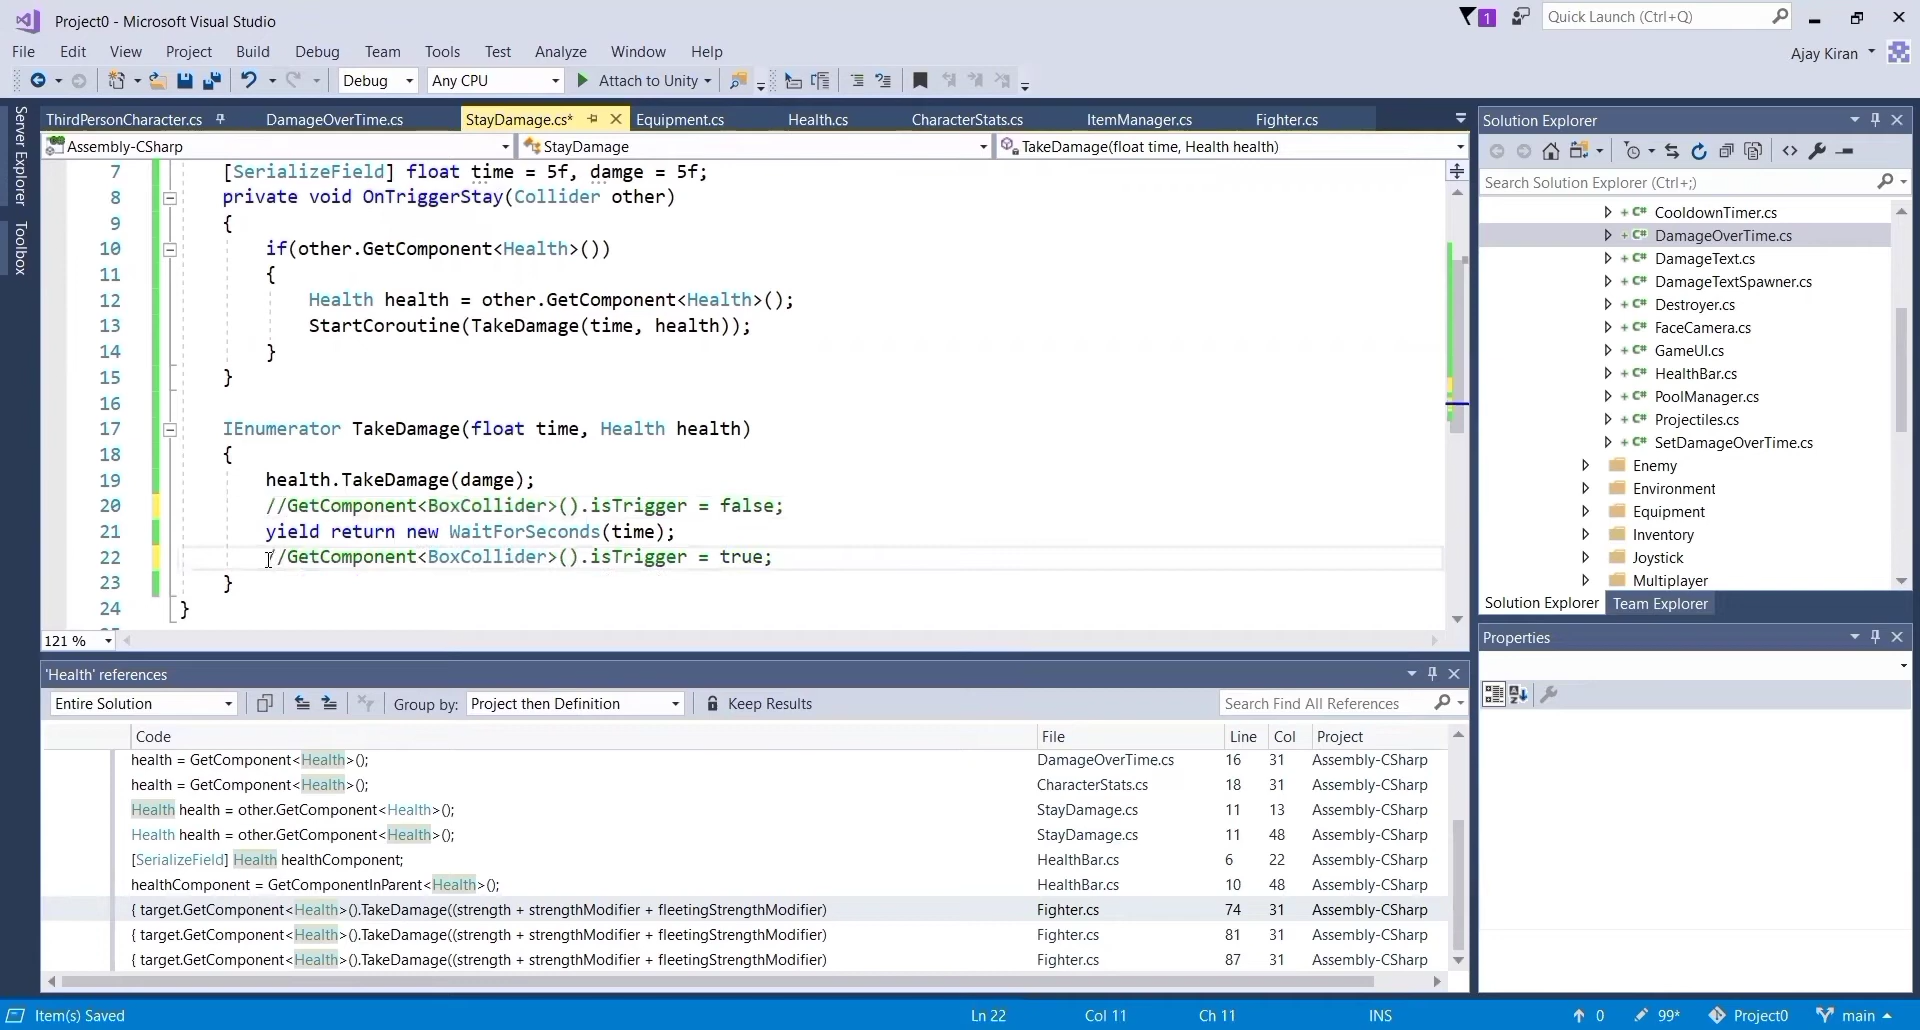 Project0 - Microsoft Visual Studio
1
Quick Launch (Ctrl+Q)
File Edit View Project Build Debug Team Tools Test Analyze Window Help
Ajay Kiran
Debug Any CPU Attach to Unity
Server Explorer
Toolbox
ThirdPersonCharacter.cs DamageOverTime.cs StayDamage.cs* Equipment.cs Health.cs CharacterStats.cs ItemManager.cs Fighter.cs
Assembly-CSharp StayDamage TakeDamage(float time, Health health)
7 [SerializeField] float time = 5f, damge = 5f;
8 private void OnTriggerStay(Collider other)
9 {
10 if(other.GetComponent<Health>())
11 {
12 Health health = other.GetComponent<Health>();
13 StartCoroutine(TakeDamage(time, health));
14 }
15 }
16
17 IEnumerator TakeDamage(float time, Health health)
18 {
19 health.TakeDamage(damge);
20 //GetComponent<BoxCollider>().isTrigger = false;
21 yield return new WaitForSeconds(time);
22 //GetComponent<BoxCollider>().isTrigger = true;
23 }
24 }
121 %
'Health' references
Entire Solution Group by: Project then Definition Keep Results Search Find All References
Code File Line Col Project
health = GetComponent<Health>(); DamageOverTime.cs 16 31 Assembly-CSharp
health = GetComponent<Health>(); CharacterStats.cs 18 31 Assembly-CSharp
Health health = other.GetComponent<Health>(); StayDamage.cs 11 13 Assembly-CSharp
Health health = other.GetComponent<Health>(); StayDamage.cs 11 48 Assembly-CSharp
[SerializeField] Health healthComponent; HealthBar.cs 6 22 Assembly-CSharp
healthComponent = GetComponentInParent<Health>(); HealthBar.cs 10 48 Assembly-CSharp
{ target.GetComponent<Health>().TakeDamage((strength + strengthModifier + fleetingStrengthModifier) Fighter.cs 74 31 Assembly-CSharp
{ target.GetComponent<Health>().TakeDamage((strength + strengthModifier + fleetingStrengthModifier) Fighter.cs 81 31 Assembly-CSharp
{ target.GetComponent<Health>().TakeDamage((strength + strengthModifier + fleetingStrengthModifier) Fighter.cs 87 31 Assembly-CSharp
Solution Explorer
Search Solution Explorer (Ctrl+;)
C# CooldownTimer.cs
C# DamageOverTime.cs
C# DamageText.cs
C# DamageTextSpawner.cs
C# Destroyer.cs
C# FaceCamera.cs
C# GameUI.cs
C# HealthBar.cs
C# PoolManager.cs
C# Projectiles.cs
C# SetDamageOverTime.cs
Enemy
Environment
Equipment
Inventory
Joystick
Multiplayer
Solution Explorer Team Explorer
Properties
Item(s) Saved Ln 22 Col 11 Ch 11 INS 0 99* Project0 main